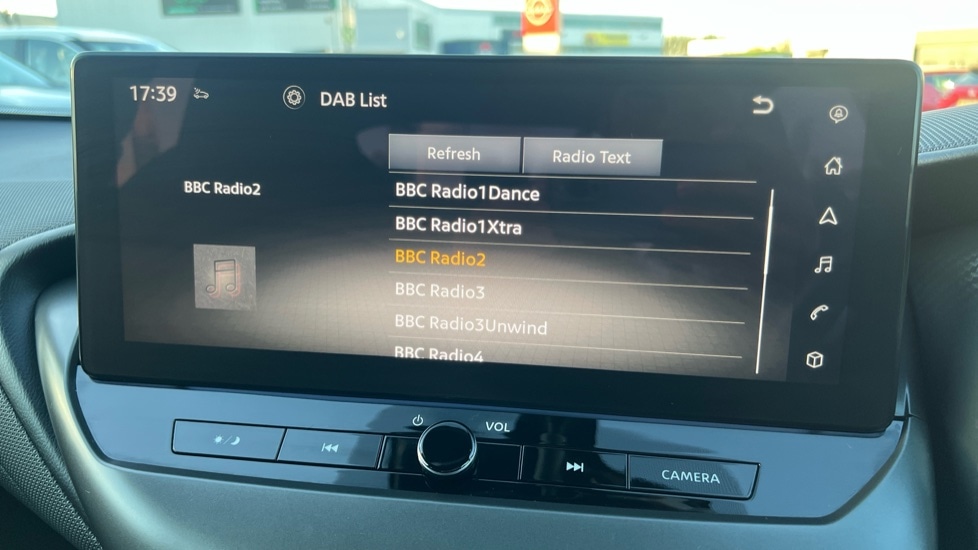 17:39
DAB List
Refresh
Radio Text
BBC Radio2
BBC Radio1Dance
BBC Radio1Xtra
BBC Radio2
BBC Radio3
BBC Radio3Unwind
BBC Radio4
VOL
CAMERA